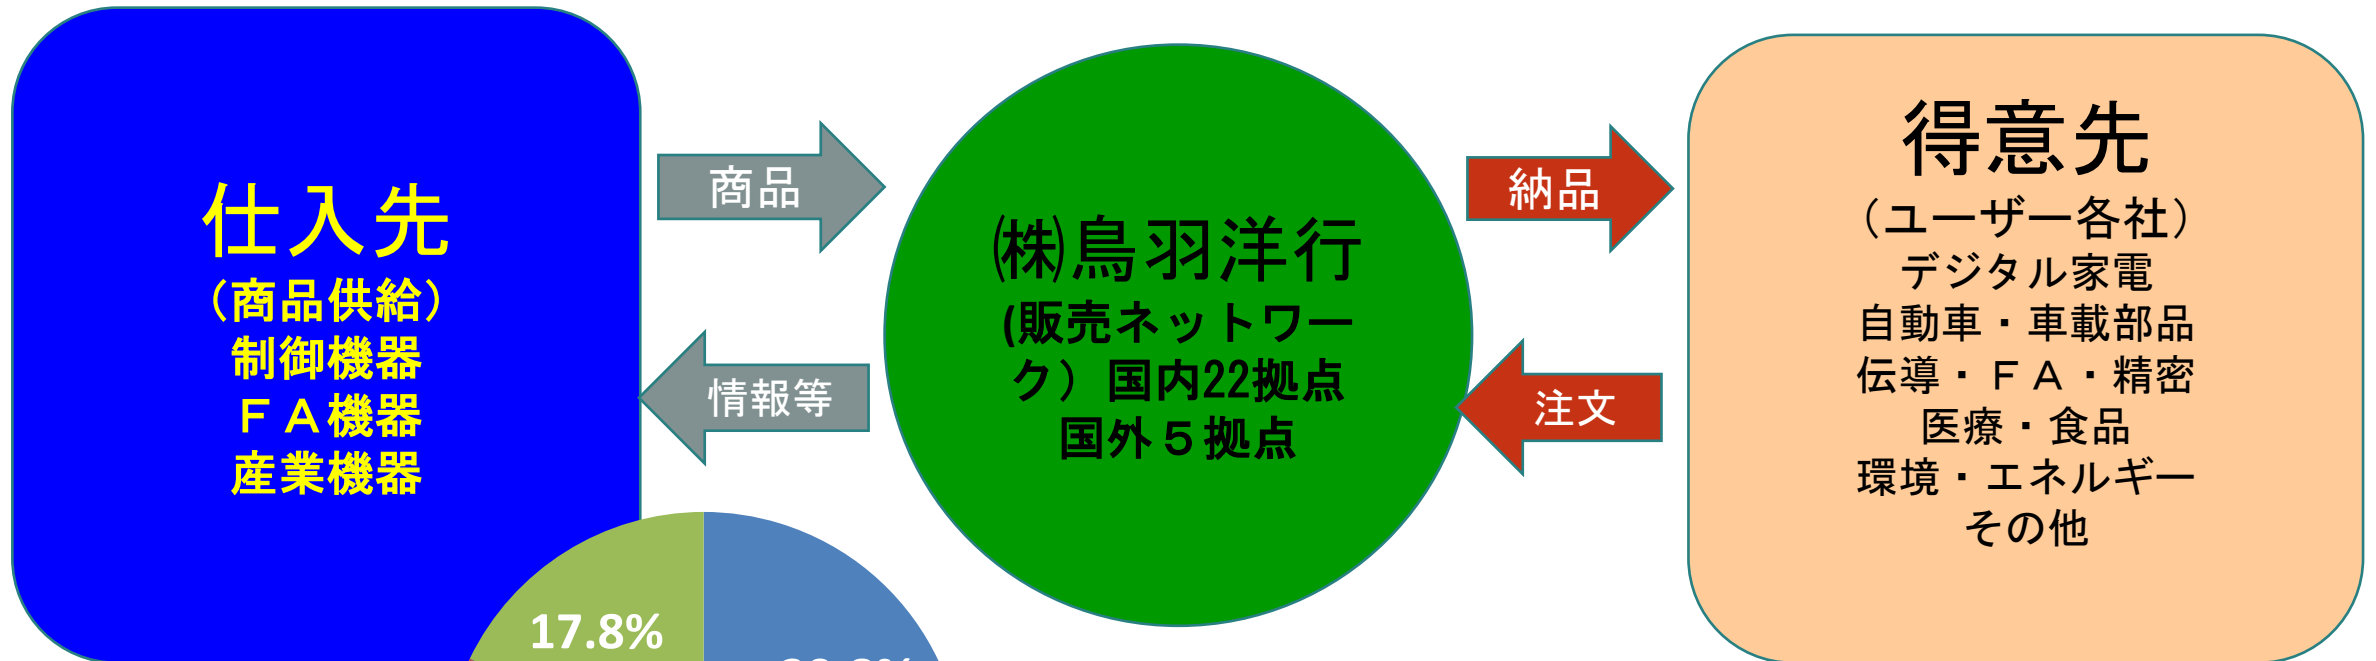 仕入先
（商品供給）
制御機器
ＦＡ機器
産業機器
商品
情報等
㈱鳥羽洋行
(販売ネットワー
ク）国内22拠点
国外５拠点
納品
注文
得意先
（ユーザー各社）
デジタル家電
自動車・車載部品
伝導・ＦＡ・精密
医療・食品
環境・エネルギー
その他
17.8%